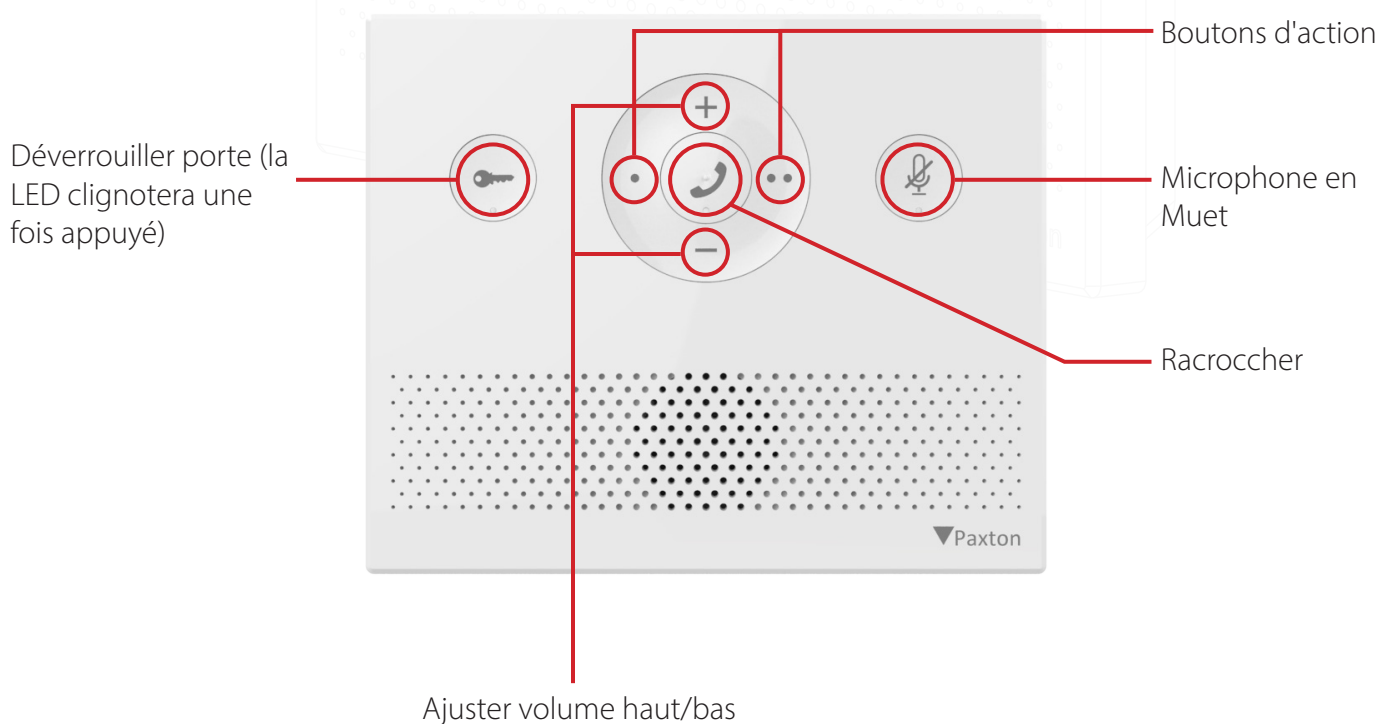 Boutons d'action
Déverrouiller porte (la
LED clignotera une
fois appuyé)
Microphone en
Muet
Racroccher
Paxton
Ajuster volume haut/bas